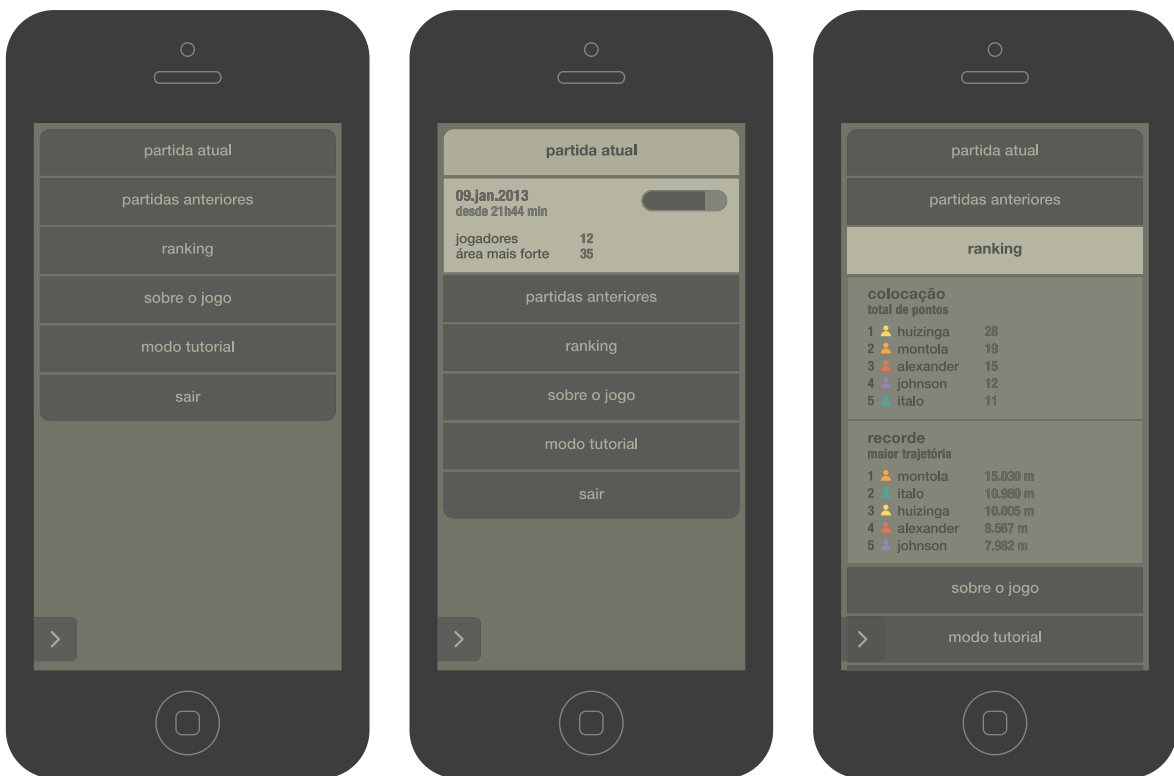 partida atual
partidas anteriores
ranking
sobre o jogo
modo tutorial
sair
partida atual
09.jan.2013
desde 21h44 min
jogadores 12
área mais forte 35
partidas anteriores
ranking
sobre o jogo
modo tutorial
sair
partida atual
partidas anteriores
ranking
colocação
total de pontos
1 huizinga 28
2 montola 19
3 alexander 15
4 johnson 12
5 italo 11
recorde
maior trajetória
1 montola 15.030 m
2 italo 10.980 m
3 huizinga 10.005 m
4 alexander 8.567 m
5 johnson 7.982 m
sobre o jogo
modo tutorial